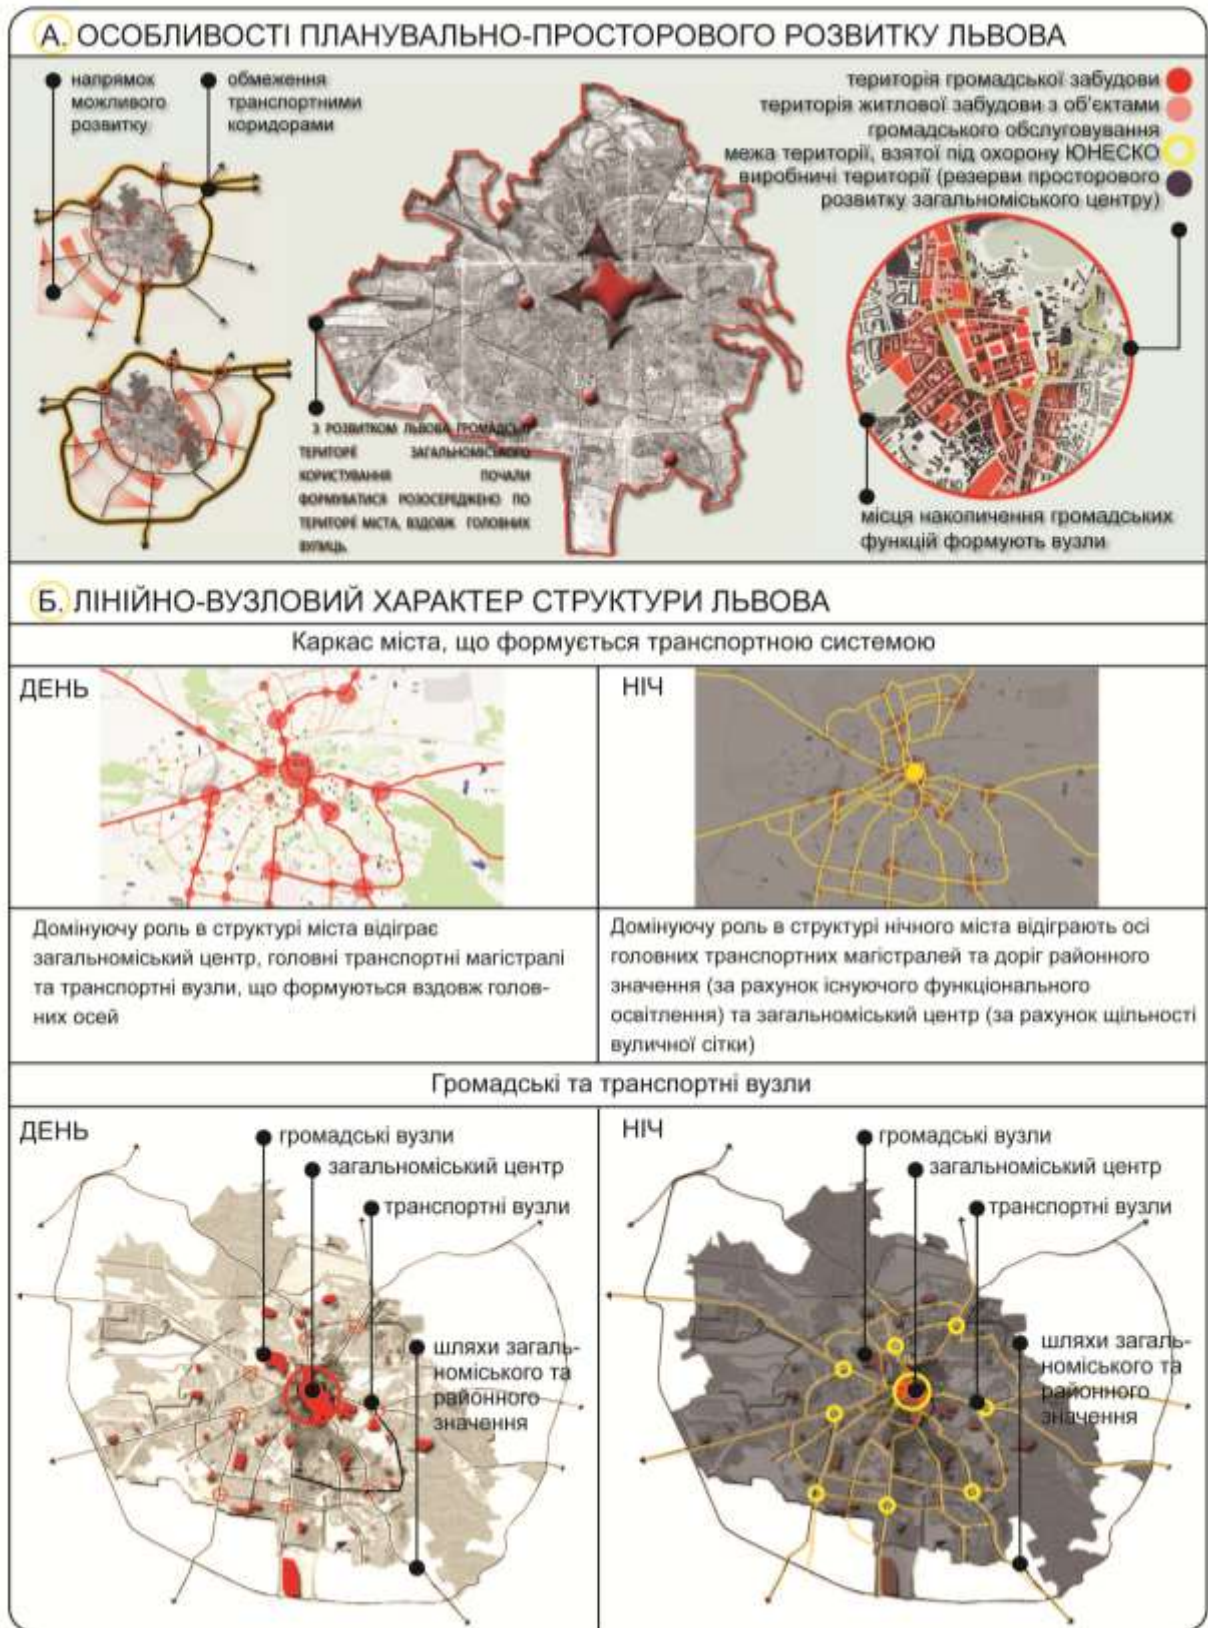 А. ОСОБЛИВОСТІ ПЛАНУВАЛЬНО-ПРОСТОРОВОГО РОЗВИТКУ ЛЬВОВА
напрямок
можливого
розвитку
обмеження
транспортними
коридорами
територія громадської забудови
територія житлової забудови з об'єктами
громадського обслуговування
межа території, взятої під охорону ЮНЕСКО
виробничі території (резерви просторового
розвитку загальноміського центру)
З РОЗВИТКОМ ЛЬВОВА ГРОМАДСЬКІ
ТЕРИТОРІЇ ЗАГАЛЬНОМІСЬКОГО
КОРИСТУВАННЯ ПОЧАЛИ
ФОРМУВАТИСЯ РОЗОСЕРЕДЖЕНО ПО
ТЕРИТОРІЇ МІСТА, ВЗДОВЖ ГОЛОВНИХ
ВУЛИЦЬ
місця накопичення громадських
функцій формують вузли
Б. ЛІНІЙНО-ВУЗЛОВИЙ ХАРАКТЕР СТРУКТУРИ ЛЬВОВА
Каркас міста, що формується транспортною системою
ДЕНЬ
НІЧ
Домінуючу роль в структурі міста відіграє
загальноміський центр, головні транспортні магістралі
та транспортні вузли, що формуються вздовж голов-
них осей
Домінуючу роль в структурі нічного міста відіграють осі
головних транспортних магістралей та доріг районного
значення (за рахунок існуючого функціонального
освітлення) та загальноміський центр (за рахунок щільності
вуличної сітки)
Громадські та транспортні вузли
ДЕНЬ
громадські вузли
загальноміський центр
транспортні вузли
шляхи загаль-
номіського та
районного
значення
НІЧ
громадські вузли
загальноміський центр
транспортні вузли
шляхи загаль-
номіського та
районного
значення